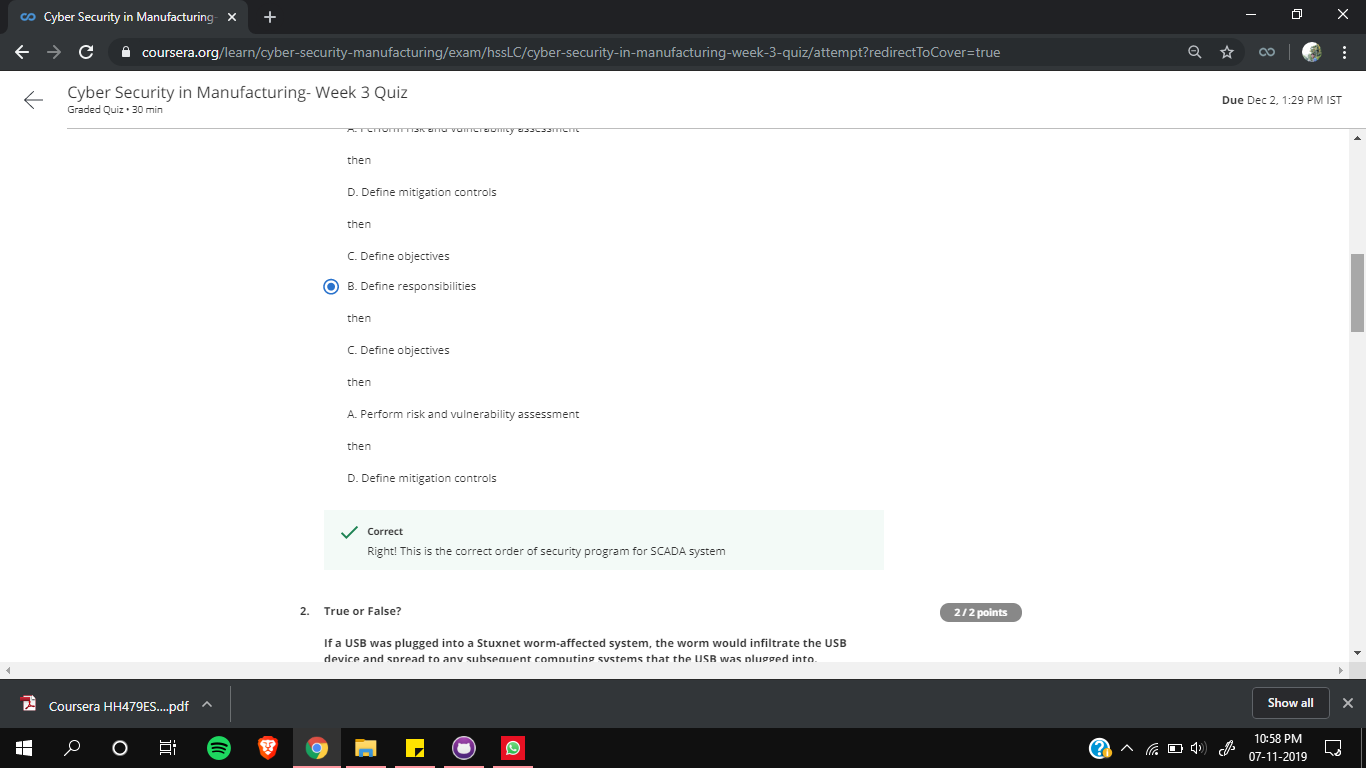 Cyber Security in Manufacturing-
coursera.org/learn/cyber-security-manufacturing/exam/hssLC/cyber-security-in-manufacturing-week-3-quiz/attempt?redirectToCover=true
Cyber Security in Manufacturing- Week 3 Quiz
Graded Quiz • 30 min
Due Dec 2, 1:29 PM IST
A. Perform risk and vulnerability assessment
then
D. Define mitigation controls
then
C. Define objectives
B. Define responsibilities
then
C. Define objectives
then
A. Perform risk and vulnerability assessment
then
D. Define mitigation controls
Correct
Right! This is the correct order of security program for SCADA system
2. True or False?
2 / 2 points
If a USB was plugged into a Stuxnet worm-affected system, the worm would infiltrate the USB
device and spread to any subsequent computing systems that the USB was plugged into.
Coursera HH479ES....pdf
Show all
10:58 PM
07-11-2019